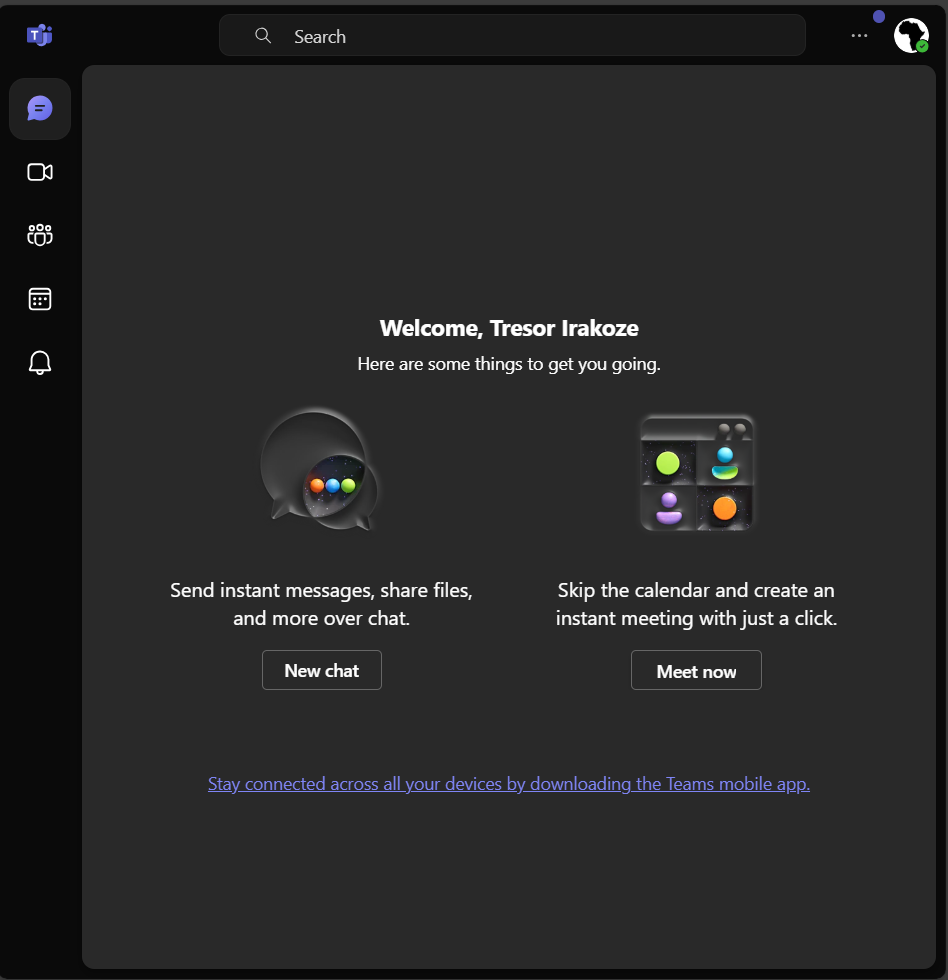 Search
Welcome, Tresor Irakoze
Here are some things to get you going.
Send instant messages, share files,
and more over chat.
New chat
Skip the calendar and create an
instant meeting with just a click.
Meet now
Stay connected across all your devices by downloading the Teams mobile app.